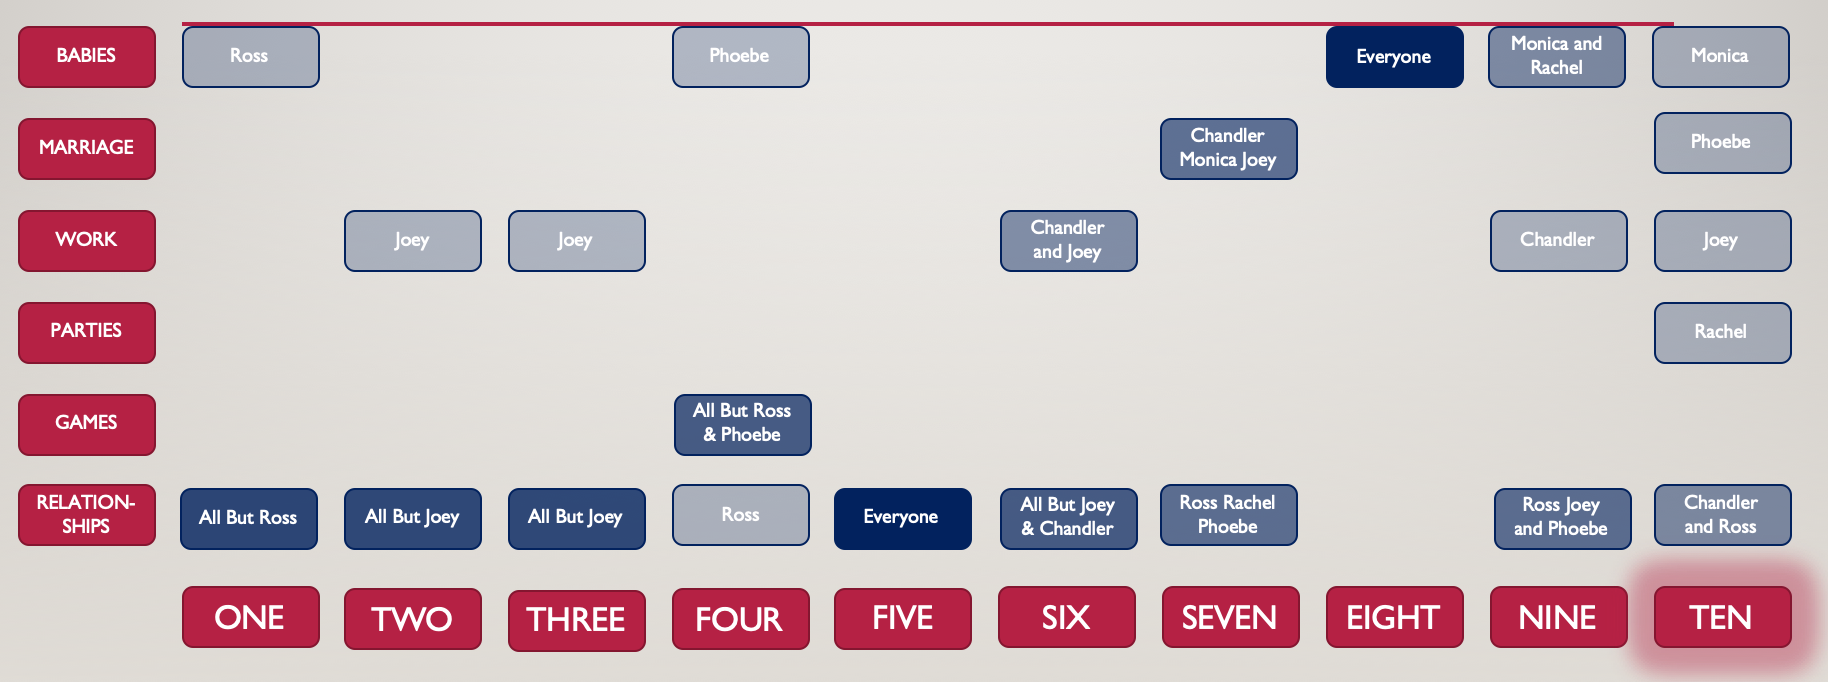 BABIES
Ross
Phoebe
Everyone
Monica and
Rachel
Monica
MARRIAGE
Chandler
Monica Joey
Phoebe
WORK
Joey
Joey
Chandler
and Joey
Chandler
Joey
PARTIES
Rachel
GAMES
All But Ross
& Phoebe
RELATION-
SHIPS
All But Ross
All But Joey
All But Joey
Ross
Everyone
All But Joey
& Chandler
Ross Rachel
Phoebe
Ross Joey
and Phoebe
Chandler
and Ross
ONE
TWO
THREE
FOUR
FIVE
SIX
SEVEN
EIGHT
NINE
TEN